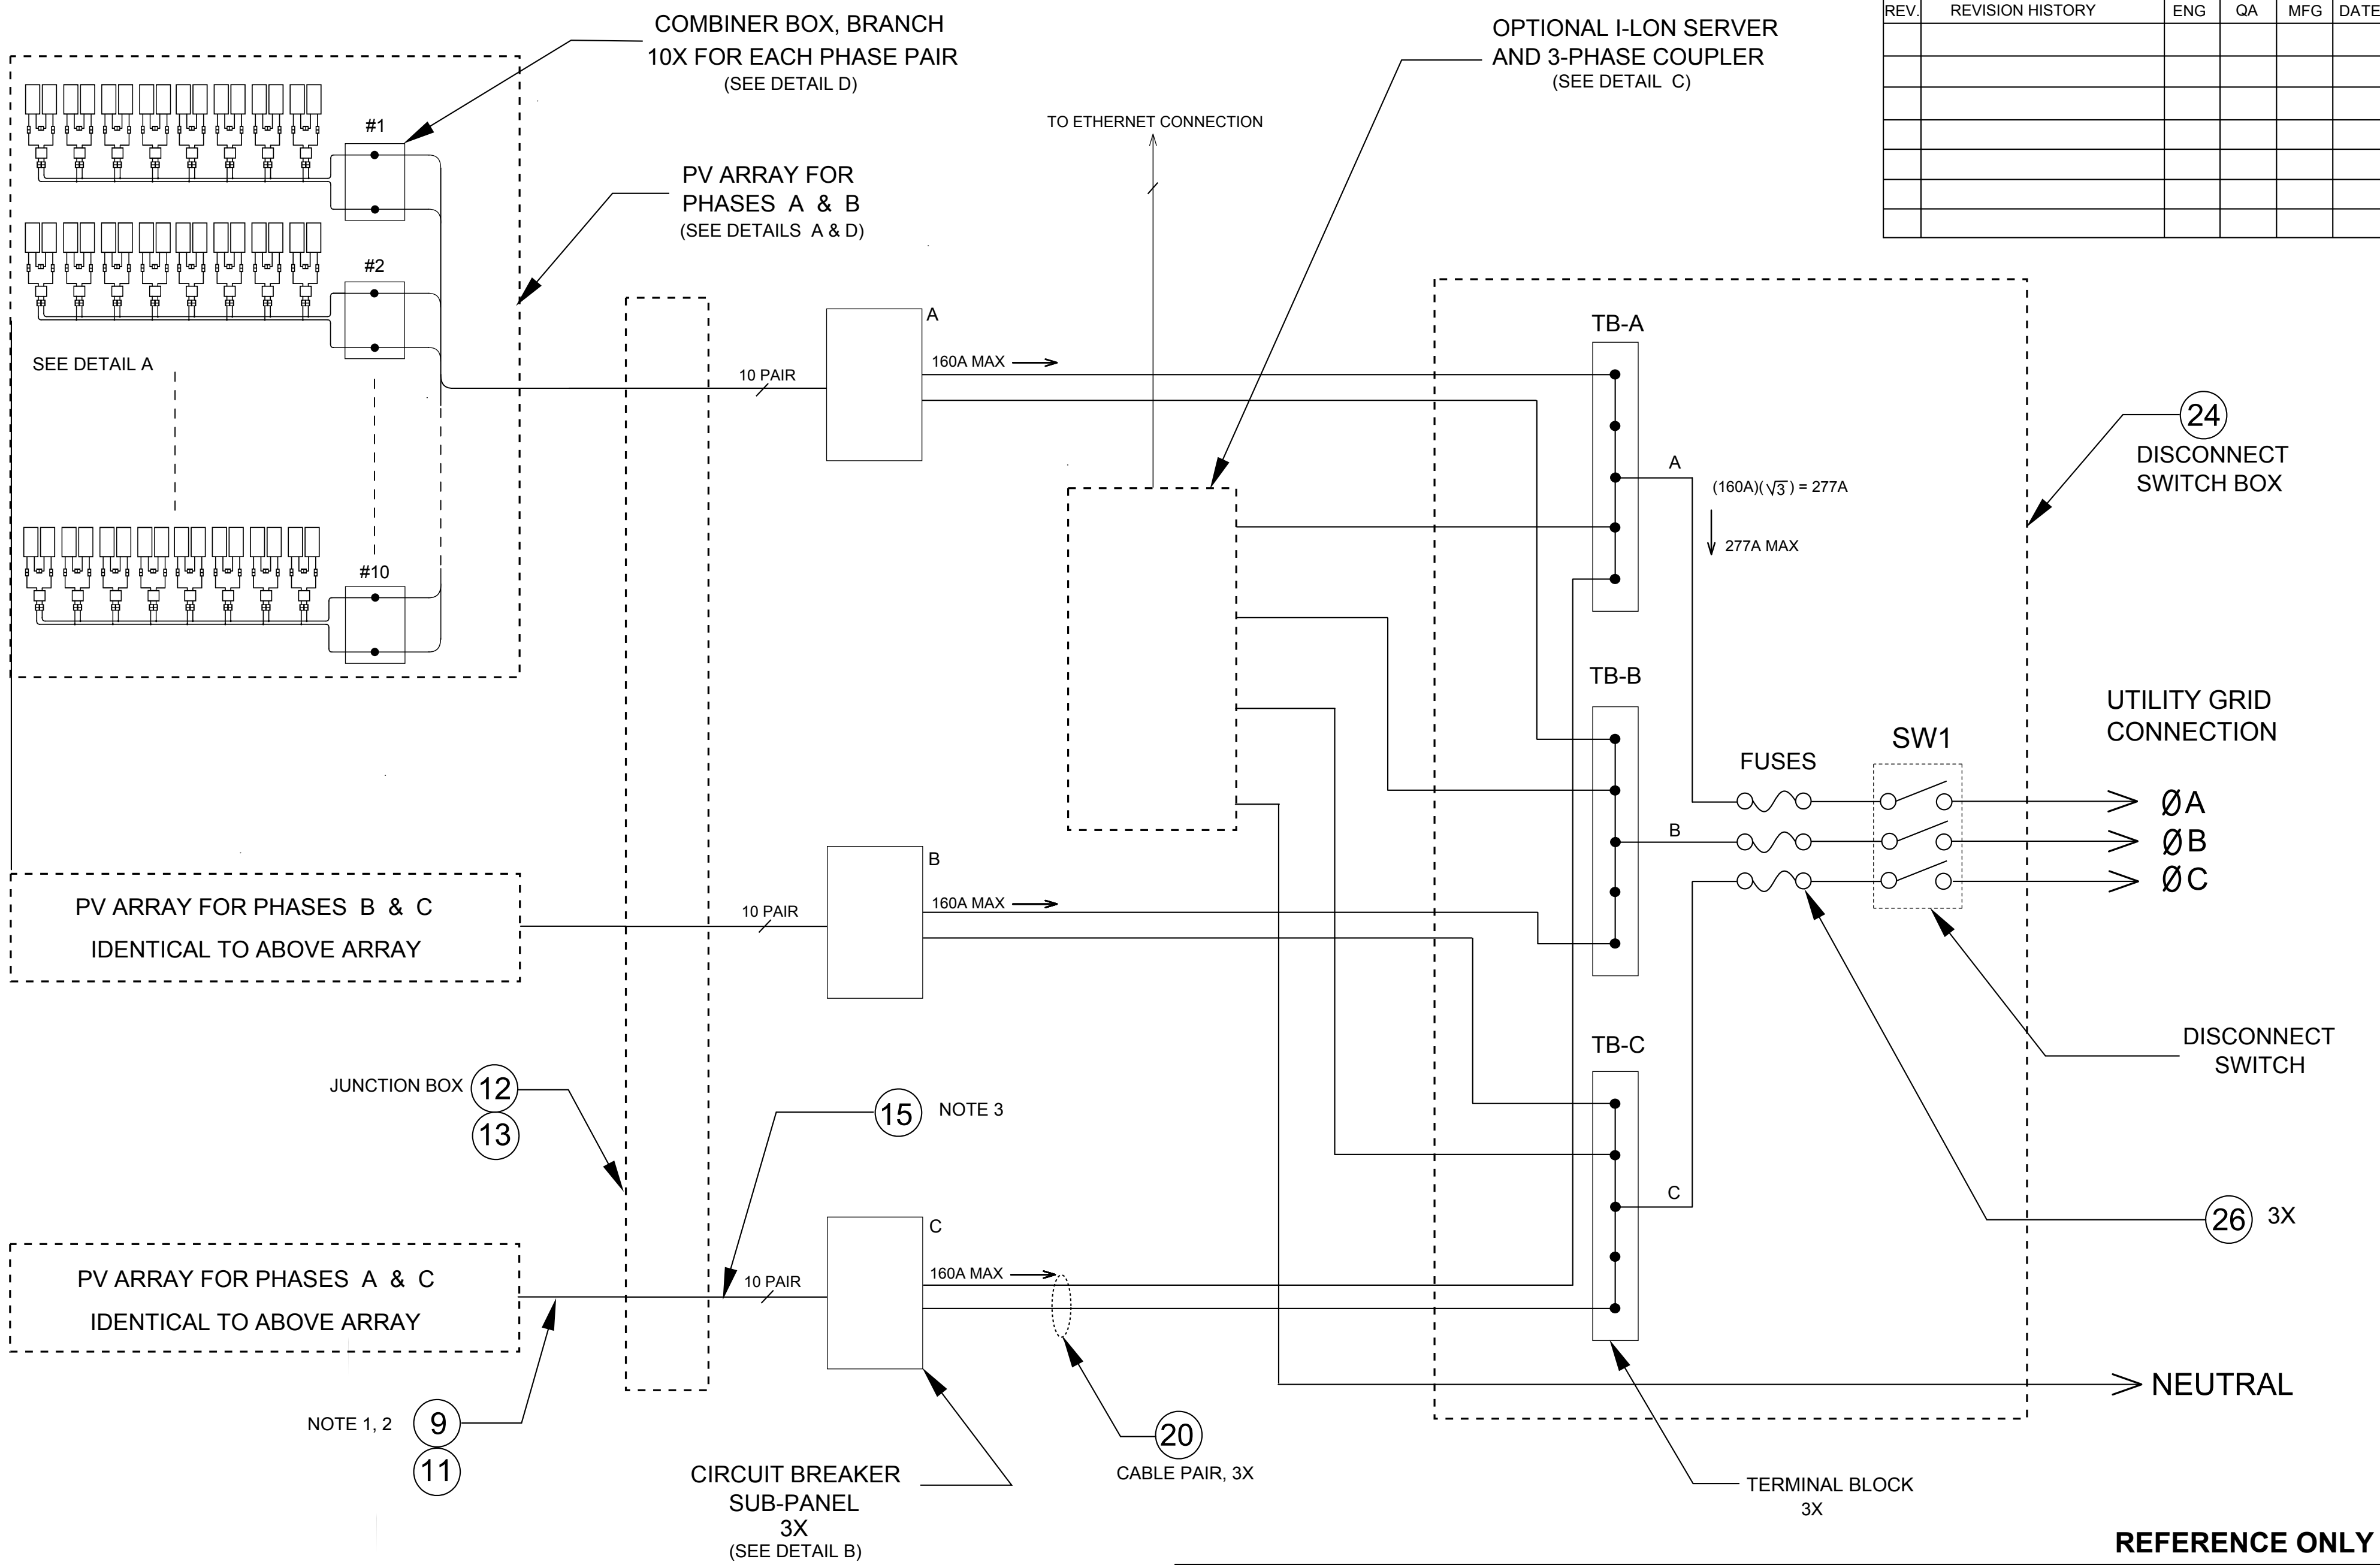 COMBINER BOX, BRANCH
10X FOR EACH PHASE PAIR
(SEE DETAIL D)
OPTIONAL I-LON SERVER
AND 3-PHASE COUPLER
(SEE DETAIL C)
REV. REVISION HISTORY ENG QA MFG DATE
TO ETHERNET CONNECTION
#1
PV ARRAY FOR
PHASES A & B
(SEE DETAILS A & D)
#2
SEE DETAIL A
#10
10 PAIR
A
160A MAX
TB-A
A
(160A)(√3) = 277A
277A MAX
24
DISCONNECT
SWITCH BOX
TB-B
UTILITY GRID
CONNECTION
SW1
FUSES
B
ØA
ØB
ØC
PV ARRAY FOR PHASES B & C
IDENTICAL TO ABOVE ARRAY
10 PAIR
B
160A MAX
TB-C
C
DISCONNECT
SWITCH
JUNCTION BOX 12
13
15 NOTE 3
26 3X
PV ARRAY FOR PHASES A & C
IDENTICAL TO ABOVE ARRAY
10 PAIR
C
160A MAX
NEUTRAL
NOTE 1, 2 9
11
20
CABLE PAIR, 3X
CIRCUIT BREAKER
SUB-PANEL
3X
(SEE DETAIL B)
TERMINAL BLOCK
3X
REFERENCE ONLY